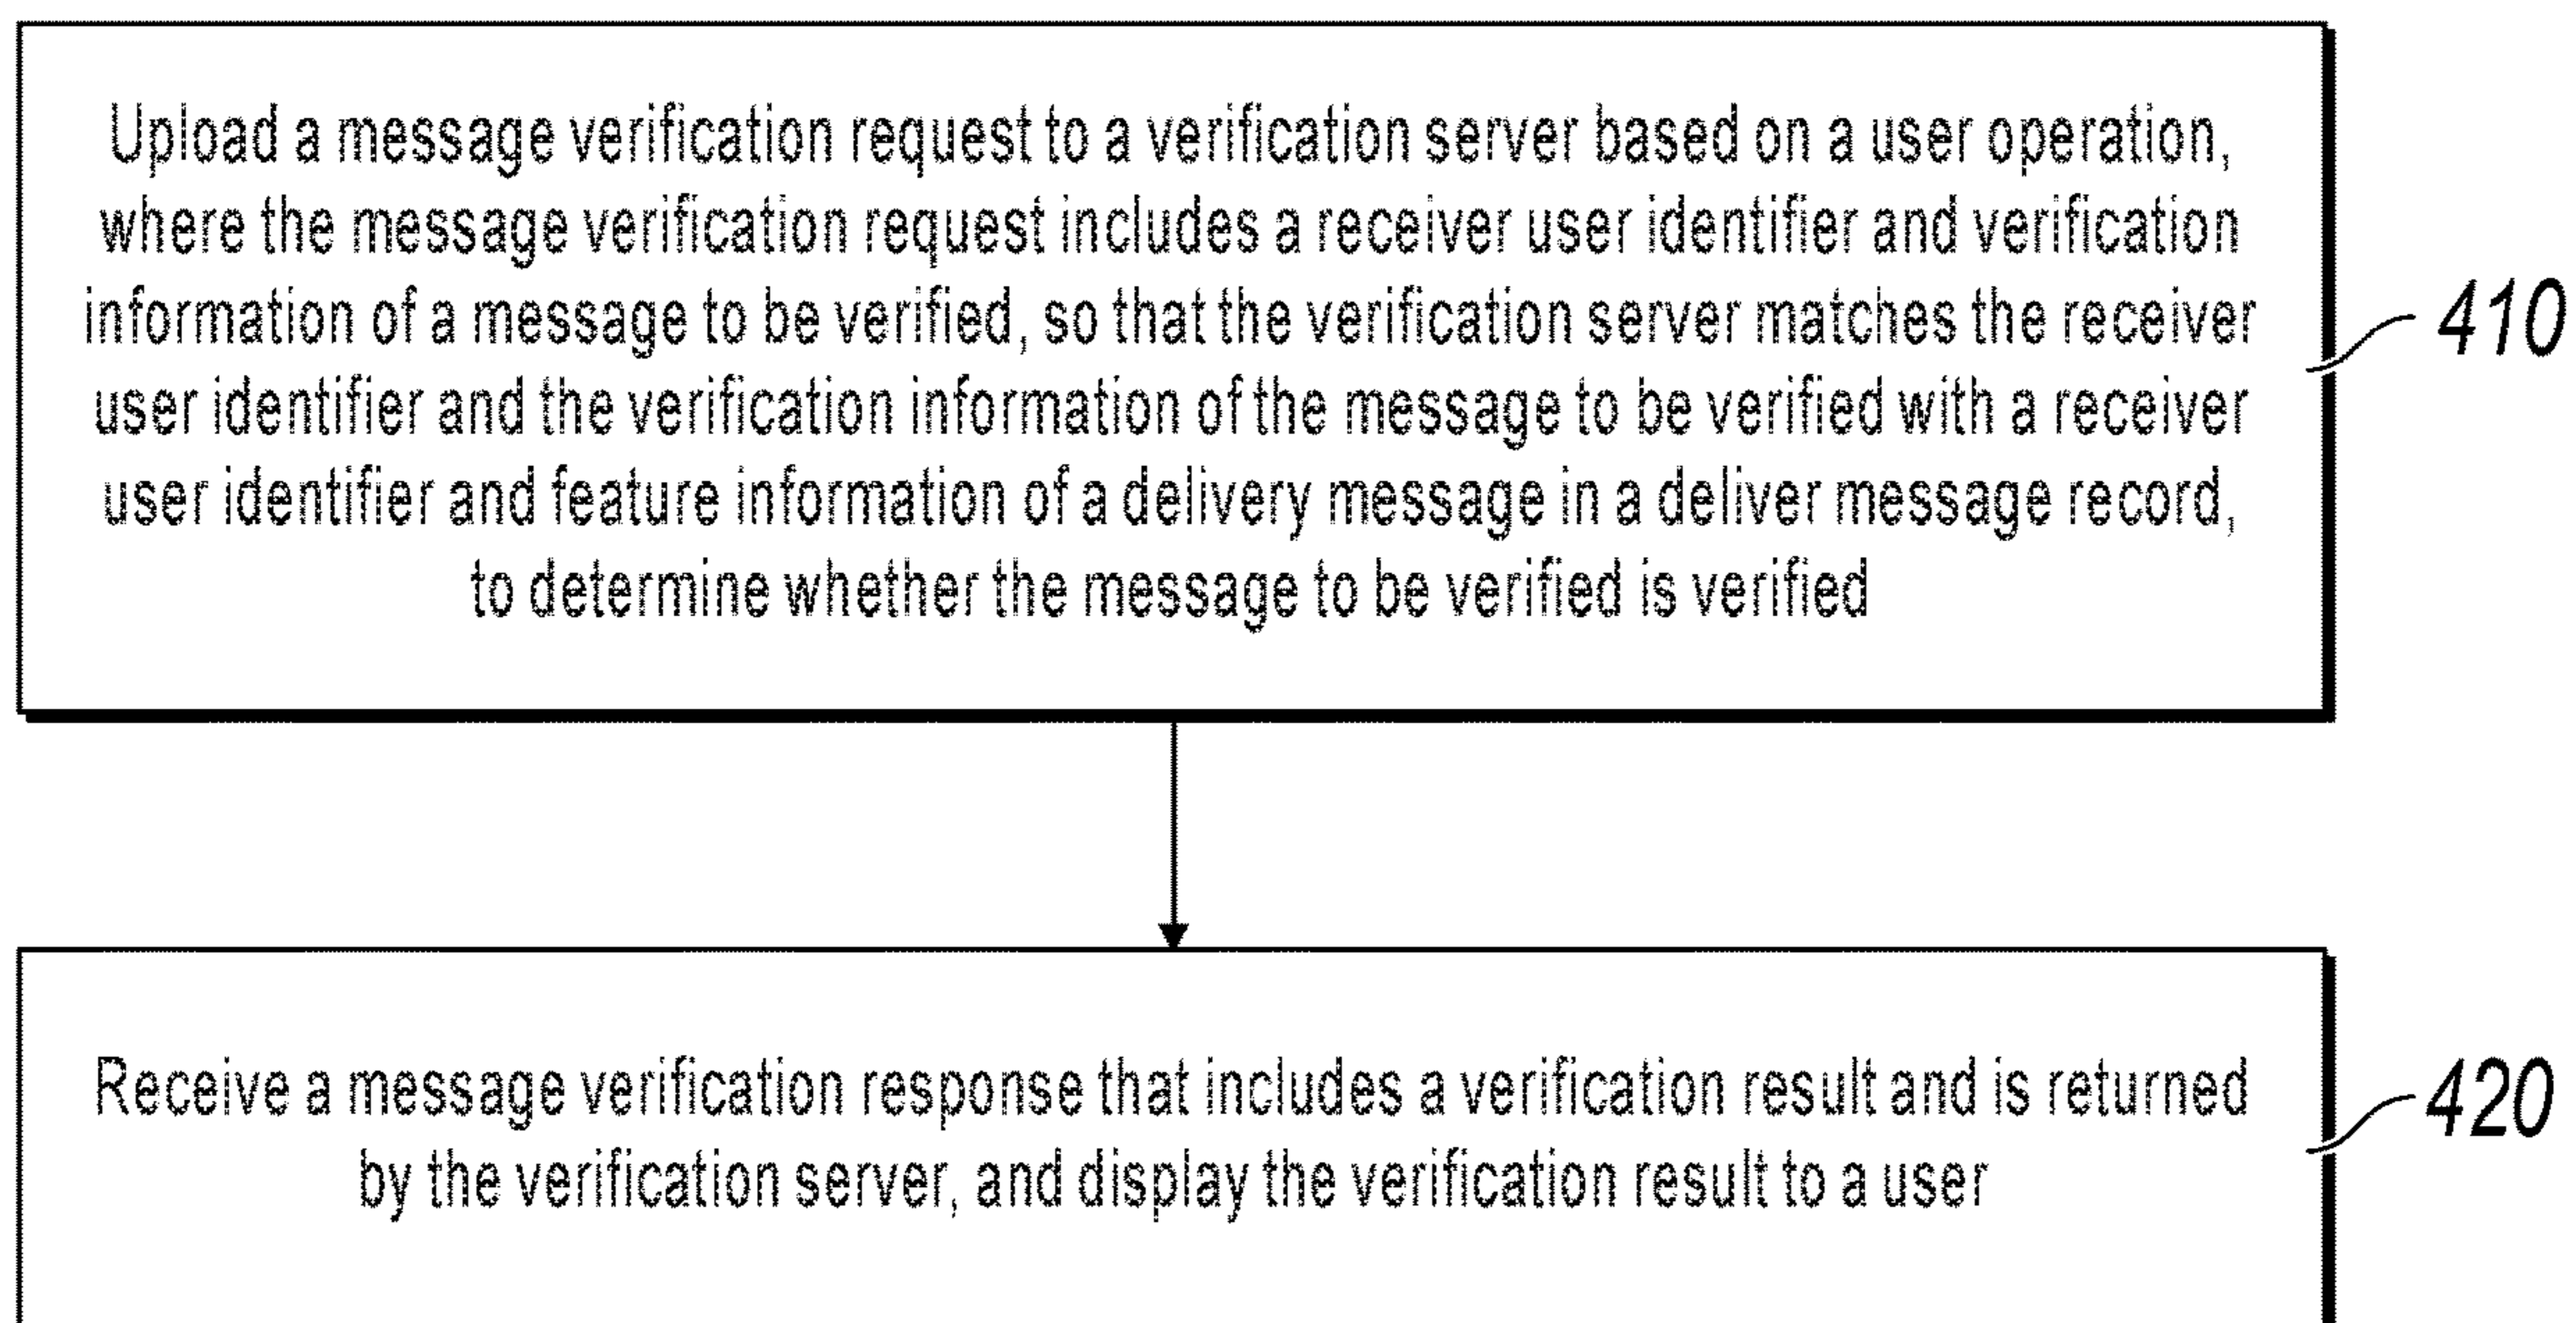 Upload a message verification request to a verification server based on a user operation,
where the message verification request includes a receiver user identifier and verification
information of a message to be verified, so that the verification server matches the receiver
user identifier and the verification information of the message to be verified with a receiver
user identifier and feature information of a delivery message in a deliver message record,
to determine whether the message to be verified is verified
410
Receive a message verification response that includes a verification result and is returned
by the verification server, and display the verification result to a user
420